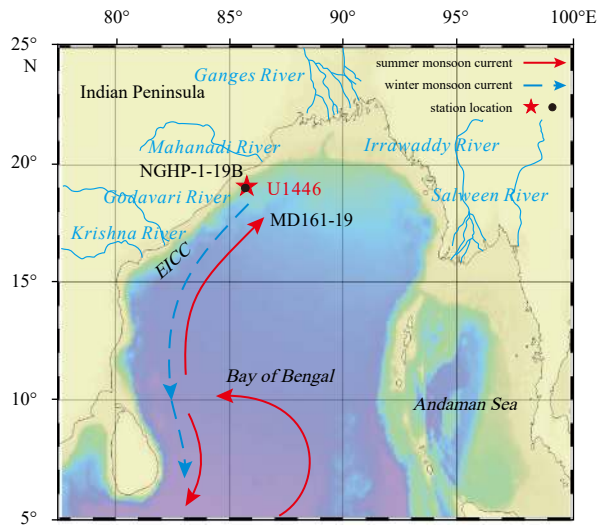 80° 85° 90° 95° 100°E
25°
N
20°
15°
10°
5°
summer monsoon current
winter monsoon current
station location
Ganges River
Indian Peninsula
Mahanadi River
Irrawaddy River
NGHP-1-19B
U1446
Godavari River
Salween River
MD161-19
Krishna River
EICC
Bay of Bengal
Andaman Sea